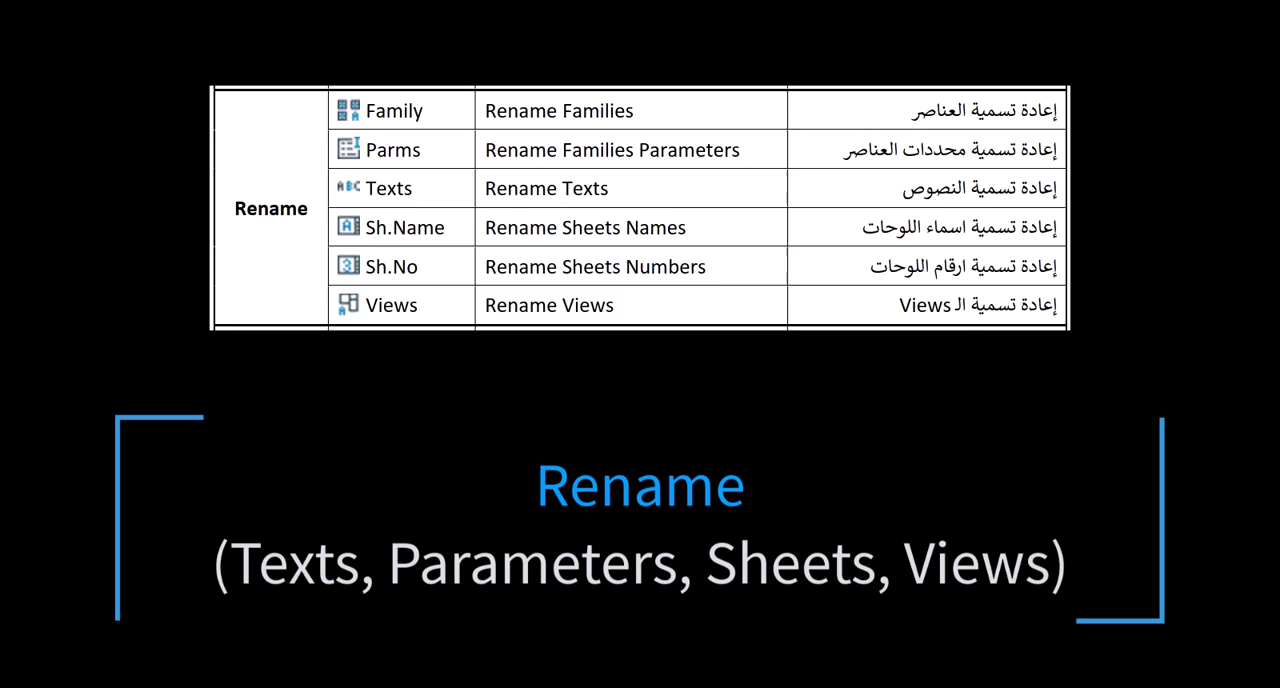 Rename
Family Rename Families إعادة تسمية العناصر
Parms Rename Families Parameters إعادة تسمية محددات العناصر
ABC Texts Rename Texts إعادة تسمية النصوص
Sh.Name Rename Sheets Names إعادة تسمية اسماء اللوحات
Sh.No Rename Sheets Numbers إعادة تسمية ارقام اللوحات
Views Rename Views إعادة تسمية الـ Views
Rename
(Texts, Parameters, Sheets, Views)